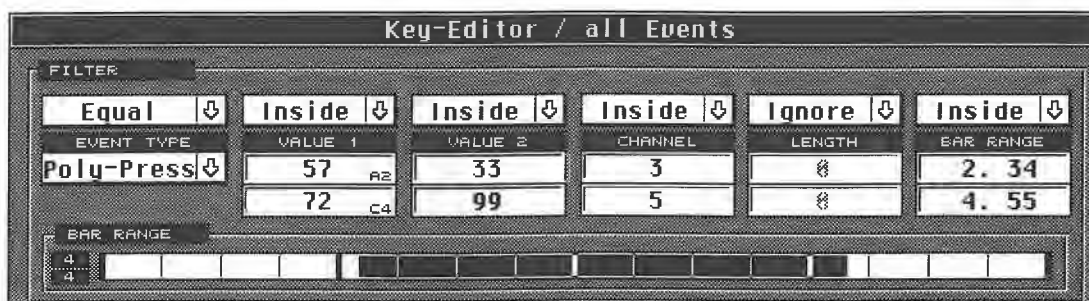 Key-Editor / all Events
FILTER
Equal Inside Inside Inside Ignore Inside
EVENT TYPE VALUE 1 VALUE 2 CHANNEL LENGTH BAR RANGE
Poly-Press 57 A2 33 3 0 2. 34
72 C4 99 5 0 4. 55
BAR RANGE
4
4